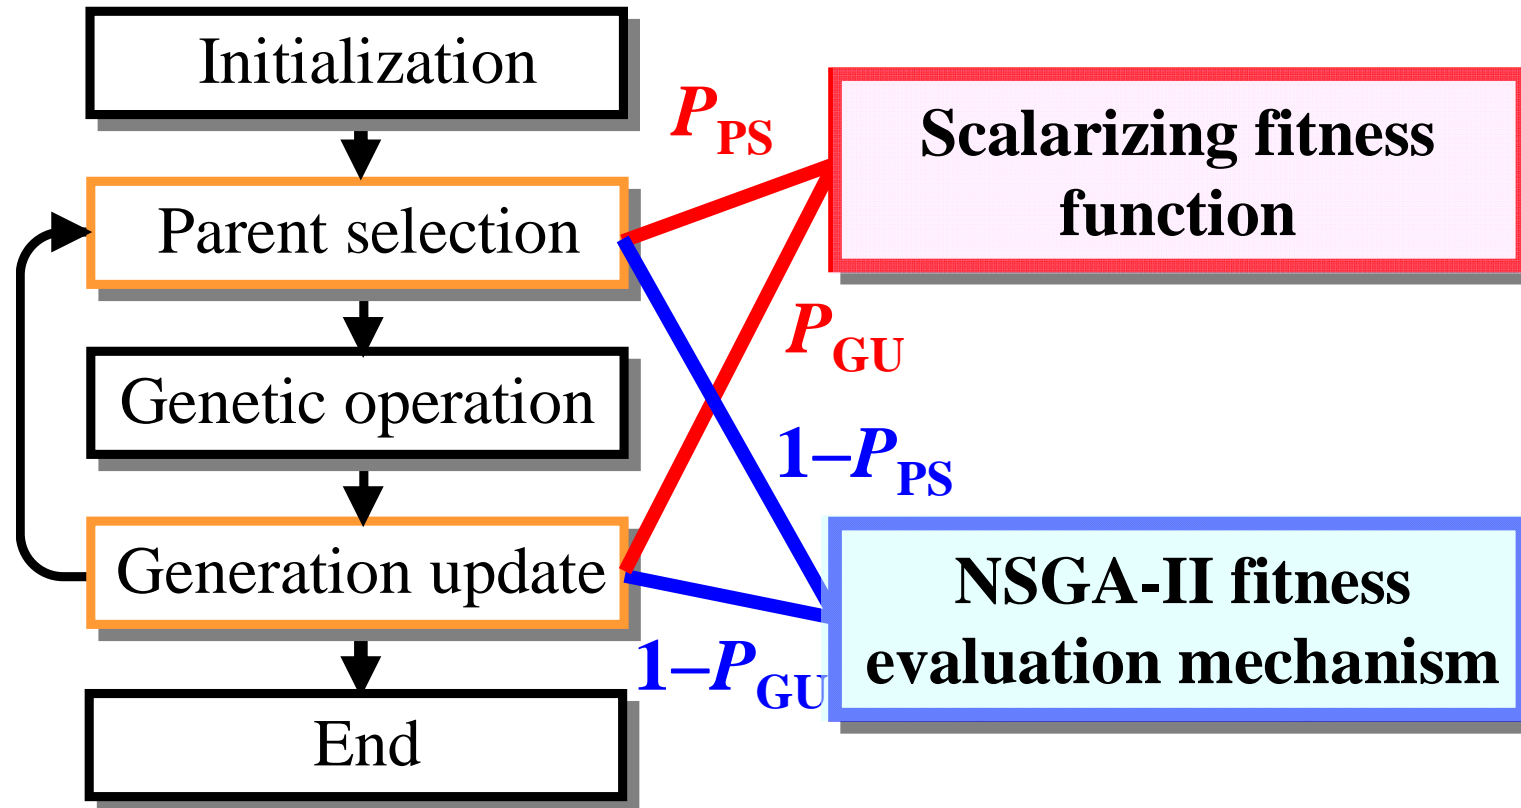 Initialization
Parent selection
Genetic operation
Generation update
End
P_PS
P_GU
1–P_PS
1–P_GU
Scalarizing fitness
function
NSGA-II fitness
evaluation mechanism